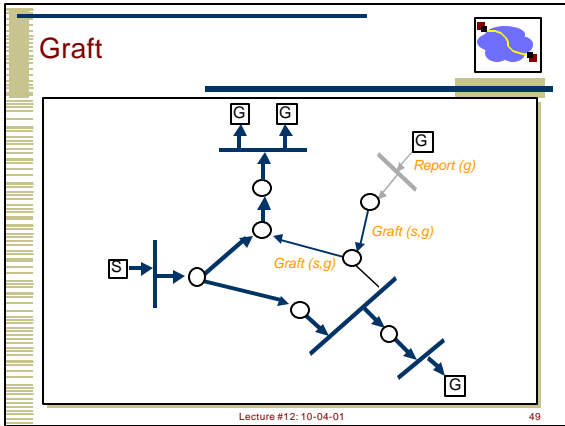 Graft
G G
G
Report (g)
Graft (s,g)
Graft (s,g)
S
G
Lecture #12: 10-04-01 49